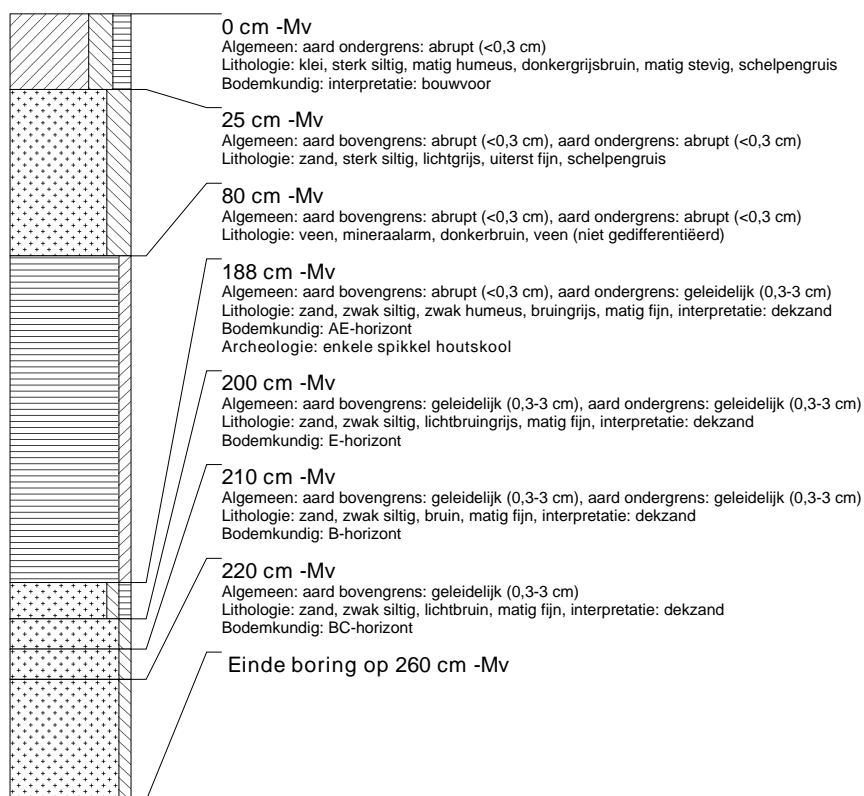 0 cm -Mv
Algemeen: aard ondergrens: abrupt (<0,3 cm)
Lithologie: klei, sterk siltig, matig humeus, donkergrijsbruin, matig stevig, schelpengruis
Bodemkundig: interpretatie: bouwvoor
25 cm -Mv
Algemeen: aard bovengrens: abrupt (<0,3 cm), aard ondergrens: abrupt (<0,3 cm)
Lithologie: zand, sterk siltig, lichtgrijs, uiterst fijn, schelpengruis
80 cm -Mv
Algemeen: aard bovengrens: abrupt (<0,3 cm), aard ondergrens: abrupt (<0,3 cm)
Lithologie: veen, mineraalarm, donkerbruin, veen (niet gedifferentiëerd)
188 cm -Mv
Algemeen: aard bovengrens: abrupt (<0,3 cm), aard ondergrens: geleidelijk (0,3-3 cm)
Lithologie: zand, zwak siltig, zwak humeus, bruingrijs, matig fijn, interpretatie: dekzand
Bodemkundig: AE-horizont
Archeologie: enkele spikkel houtskool
200 cm -Mv
Algemeen: aard bovengrens: geleidelijk (0,3-3 cm), aard ondergrens: geleidelijk (0,3-3 cm)
Lithologie: zand, zwak siltig, lichtbruingrijs, matig fijn, interpretatie: dekzand
Bodemkundig: E-horizont
210 cm -Mv
Algemeen: aard bovengrens: geleidelijk (0,3-3 cm), aard ondergrens: geleidelijk (0,3-3 cm)
Lithologie: zand, zwak siltig, bruin, matig fijn, interpretatie: dekzand
Bodemkundig: B-horizont
220 cm -Mv
Algemeen: aard bovengrens: geleidelijk (0,3-3 cm)
Lithologie: zand, zwak siltig, lichtbruin, matig fijn, interpretatie: dekzand
Bodemkundig: BC-horizont
Einde boring op 260 cm -Mv